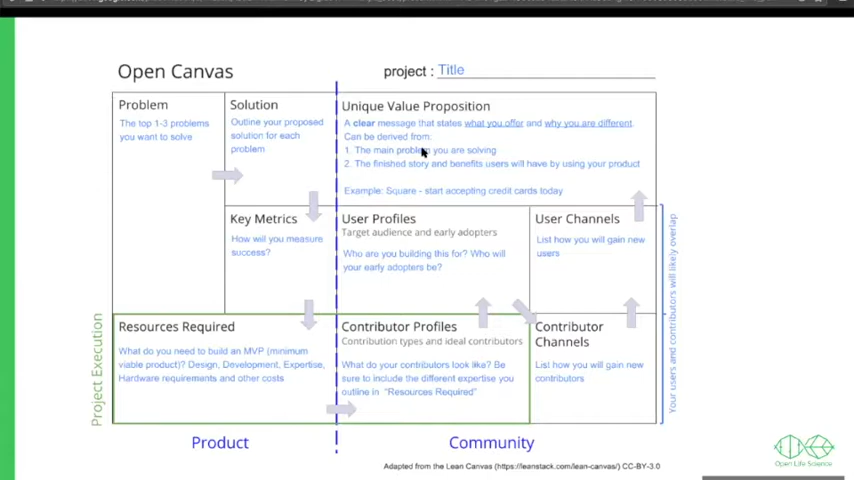 Open Canvas
project : Title
Problem
The top 1-3 problems
you want to solve
Solution
Outline your proposed
solution for each
problem
Unique Value Proposition
A clear message that states what you offer and why you are different.
Can be derived from:
1. The main problem you are solving
2. The finished story and benefits users will have by using your product
Example: Square - start accepting credit cards today
Key Metrics
How will you measure
success?
User Profiles
Target audience and early adopters
Who are you building this for? Who will
your early adopters be?
User Channels
List how you will gain new
users
Resources Required
What do you need to build an MVP (minimum
viable product)? Design, Development, Expertise,
Hardware requirements and other costs
Contributor Profiles
Contribution types and ideal contributors
What do your contributors look like? Be
sure to include the different expertise you
outline in "Resources Required"
Contributor
Channels
List how you will gain new
contributors
Project Execution
Your users and contributors will likely overlap
Product
Community
Adapted from the Lean Canvas (https://leanstack.com/lean-canvas/) CC-BY-3.0
Open Life Science